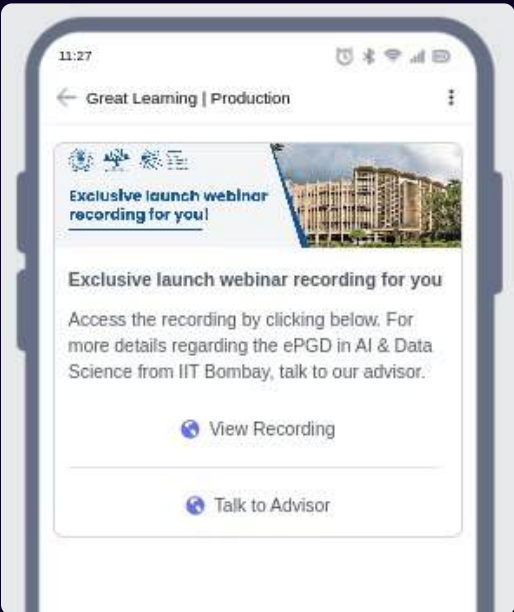 11:27
Great Learning | Production
Exclusive launch webinar
recording for you!
Exclusive launch webinar recording for you
Access the recording by clicking below. For
more details regarding the ePGD in AI & Data
Science from IIT Bombay, talk to our advisor.
View Recording
Talk to Advisor